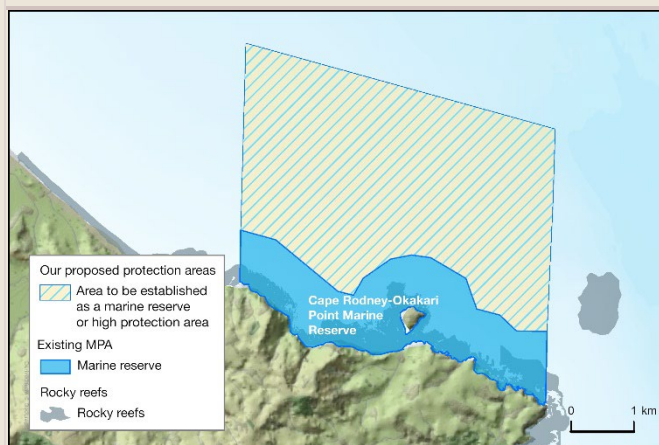 Cape Rodney-Okakari
Point Marine
Reserve
Our proposed protection areas
Area to be established
as a marine reserve
or high protection area
Existing MPA
Marine reserve
Rocky reefs
Rocky reefs
0 1 km